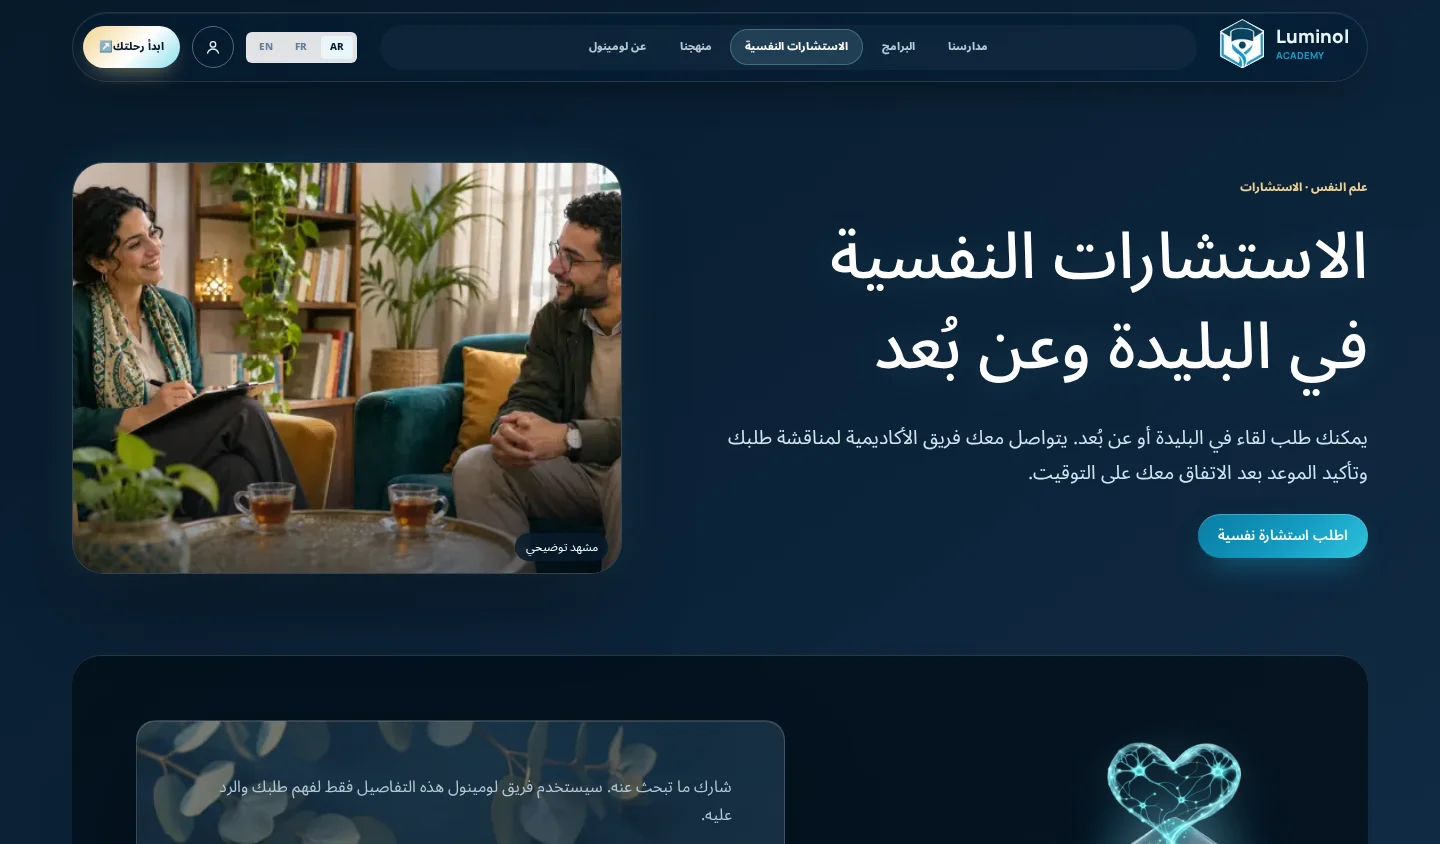 Luminol
ACADEMY
مدارسنا
البرامج
الاستشارات النفسية
منهجنا
عن لومينول
AR
FR
EN
ابدأ رحلتك
علم النفس · الاستشارات
الاستشارات النفسية
في البليدة وعن بُعد
يمكنك طلب لقاء في البليدة أو عن بُعد. يتواصل معك فريق الأكاديمية لمناقشة طلبك
وتأكيد الموعد بعد الاتفاق معك على التوقيت.
اطلب استشارة نفسية
مشهد توضيحي
شارك ما تبحث عنه. سيستخدم فريق لومينول هذه التفاصيل فقط لفهم طلبك والرد
عليه.